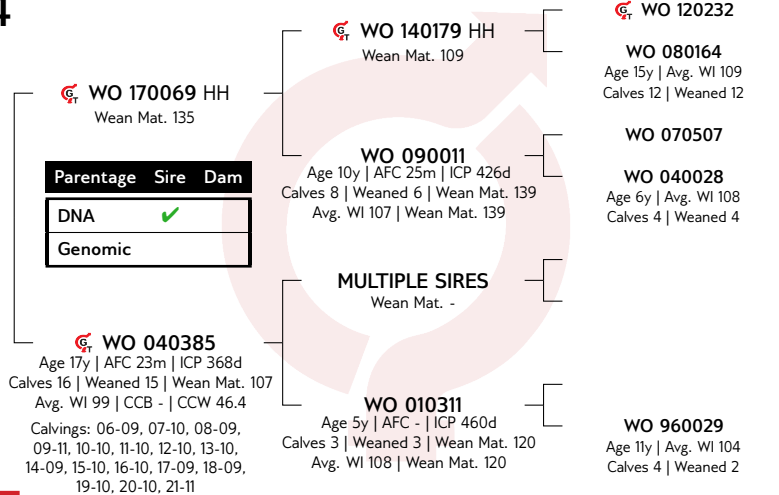 4
WO 170069 HH
Wean Mat. 135
Parentage Sire Dam
DNA ✔
Genomic
WO 040385
Age 17y | AFC 23m | ICP 368d
Calves 16 | Weaned 15 | Wean Mat. 107
Avg. WI 99 | CCB - | CCW 46.4
Calvings: 06-09, 07-10, 08-09,
09-11, 10-10, 11-10, 12-10, 13-10,
14-09, 15-10, 16-10, 17-09, 18-09,
19-10, 20-10, 21-11
WO 140179 HH
Wean Mat. 109
WO 090011
Age 10y | AFC 25m | ICP 426d
Calves 8 | Weaned 6 | Wean Mat. 139
Avg. WI 107 | Wean Mat. 139
MULTIPLE SIRES
Wean Mat. -
WO 010311
Age 5y | AFC - | ICP 460d
Calves 3 | Weaned 3 | Wean Mat. 120
Avg. WI 108 | Wean Mat. 120
WO 120232
WO 080164
Age 15y | Avg. WI 109
Calves 12 | Weaned 12
WO 070507
WO 040028
Age 6y | Avg. WI 108
Calves 4 | Weaned 4
WO 960029
Age 11y | Avg. WI 104
Calves 4 | Weaned 2